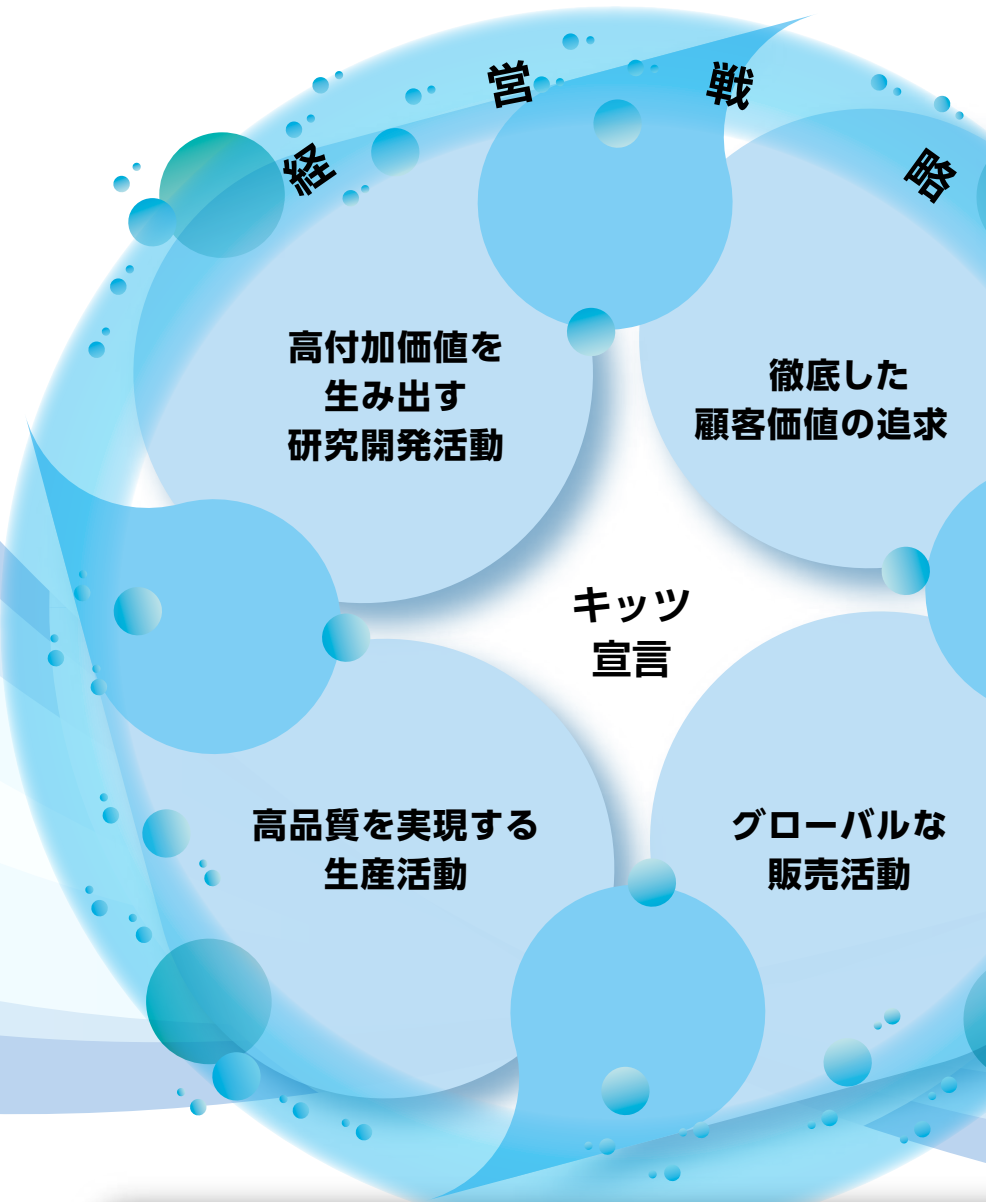 経営戦略
高付加価値を
生み出す
研究開発活動
徹底した
顧客価値の追求
キッツ
宣言
高品質を実現する
生産活動
グローバルな
販売活動